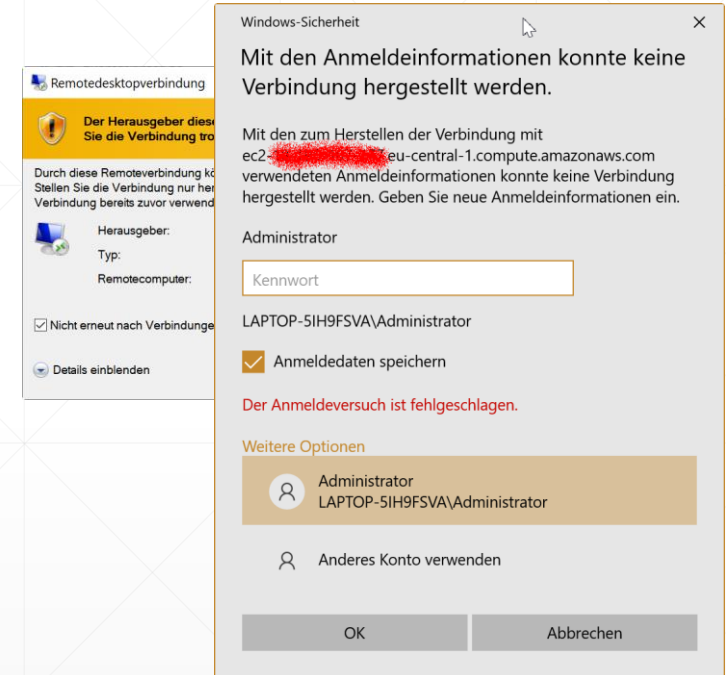 Remotedesktopverbindung
Der Herausgeber diese
Sie die Verbindung tro
Durch diese Remoteverbindung kö
Stellen Sie die Verbindung nur her
Verbindung bereits zuvor verwend
Herausgeber:
Typ:
Remotecomputer:
Nicht erneut nach Verbindunge
Details einblenden
Windows-Sicherheit
Mit den Anmeldeinformationen konnte keine
Verbindung hergestellt werden.
Mit den zum Herstellen der Verbindung mit
ec2- eu-central-1.compute.amazonaws.com
verwendeten Anmeldeinformationen konnte keine Verbindung
hergestellt werden. Geben Sie neue Anmeldeinformationen ein.
Administrator
Kennwort
LAPTOP-5IH9FSVA\Administrator
Anmeldedaten speichern
Der Anmeldeversuch ist fehlgeschlagen.
Weitere Optionen
Administrator
LAPTOP-5IH9FSVA\Administrator
Anderes Konto verwenden
OK
Abbrechen